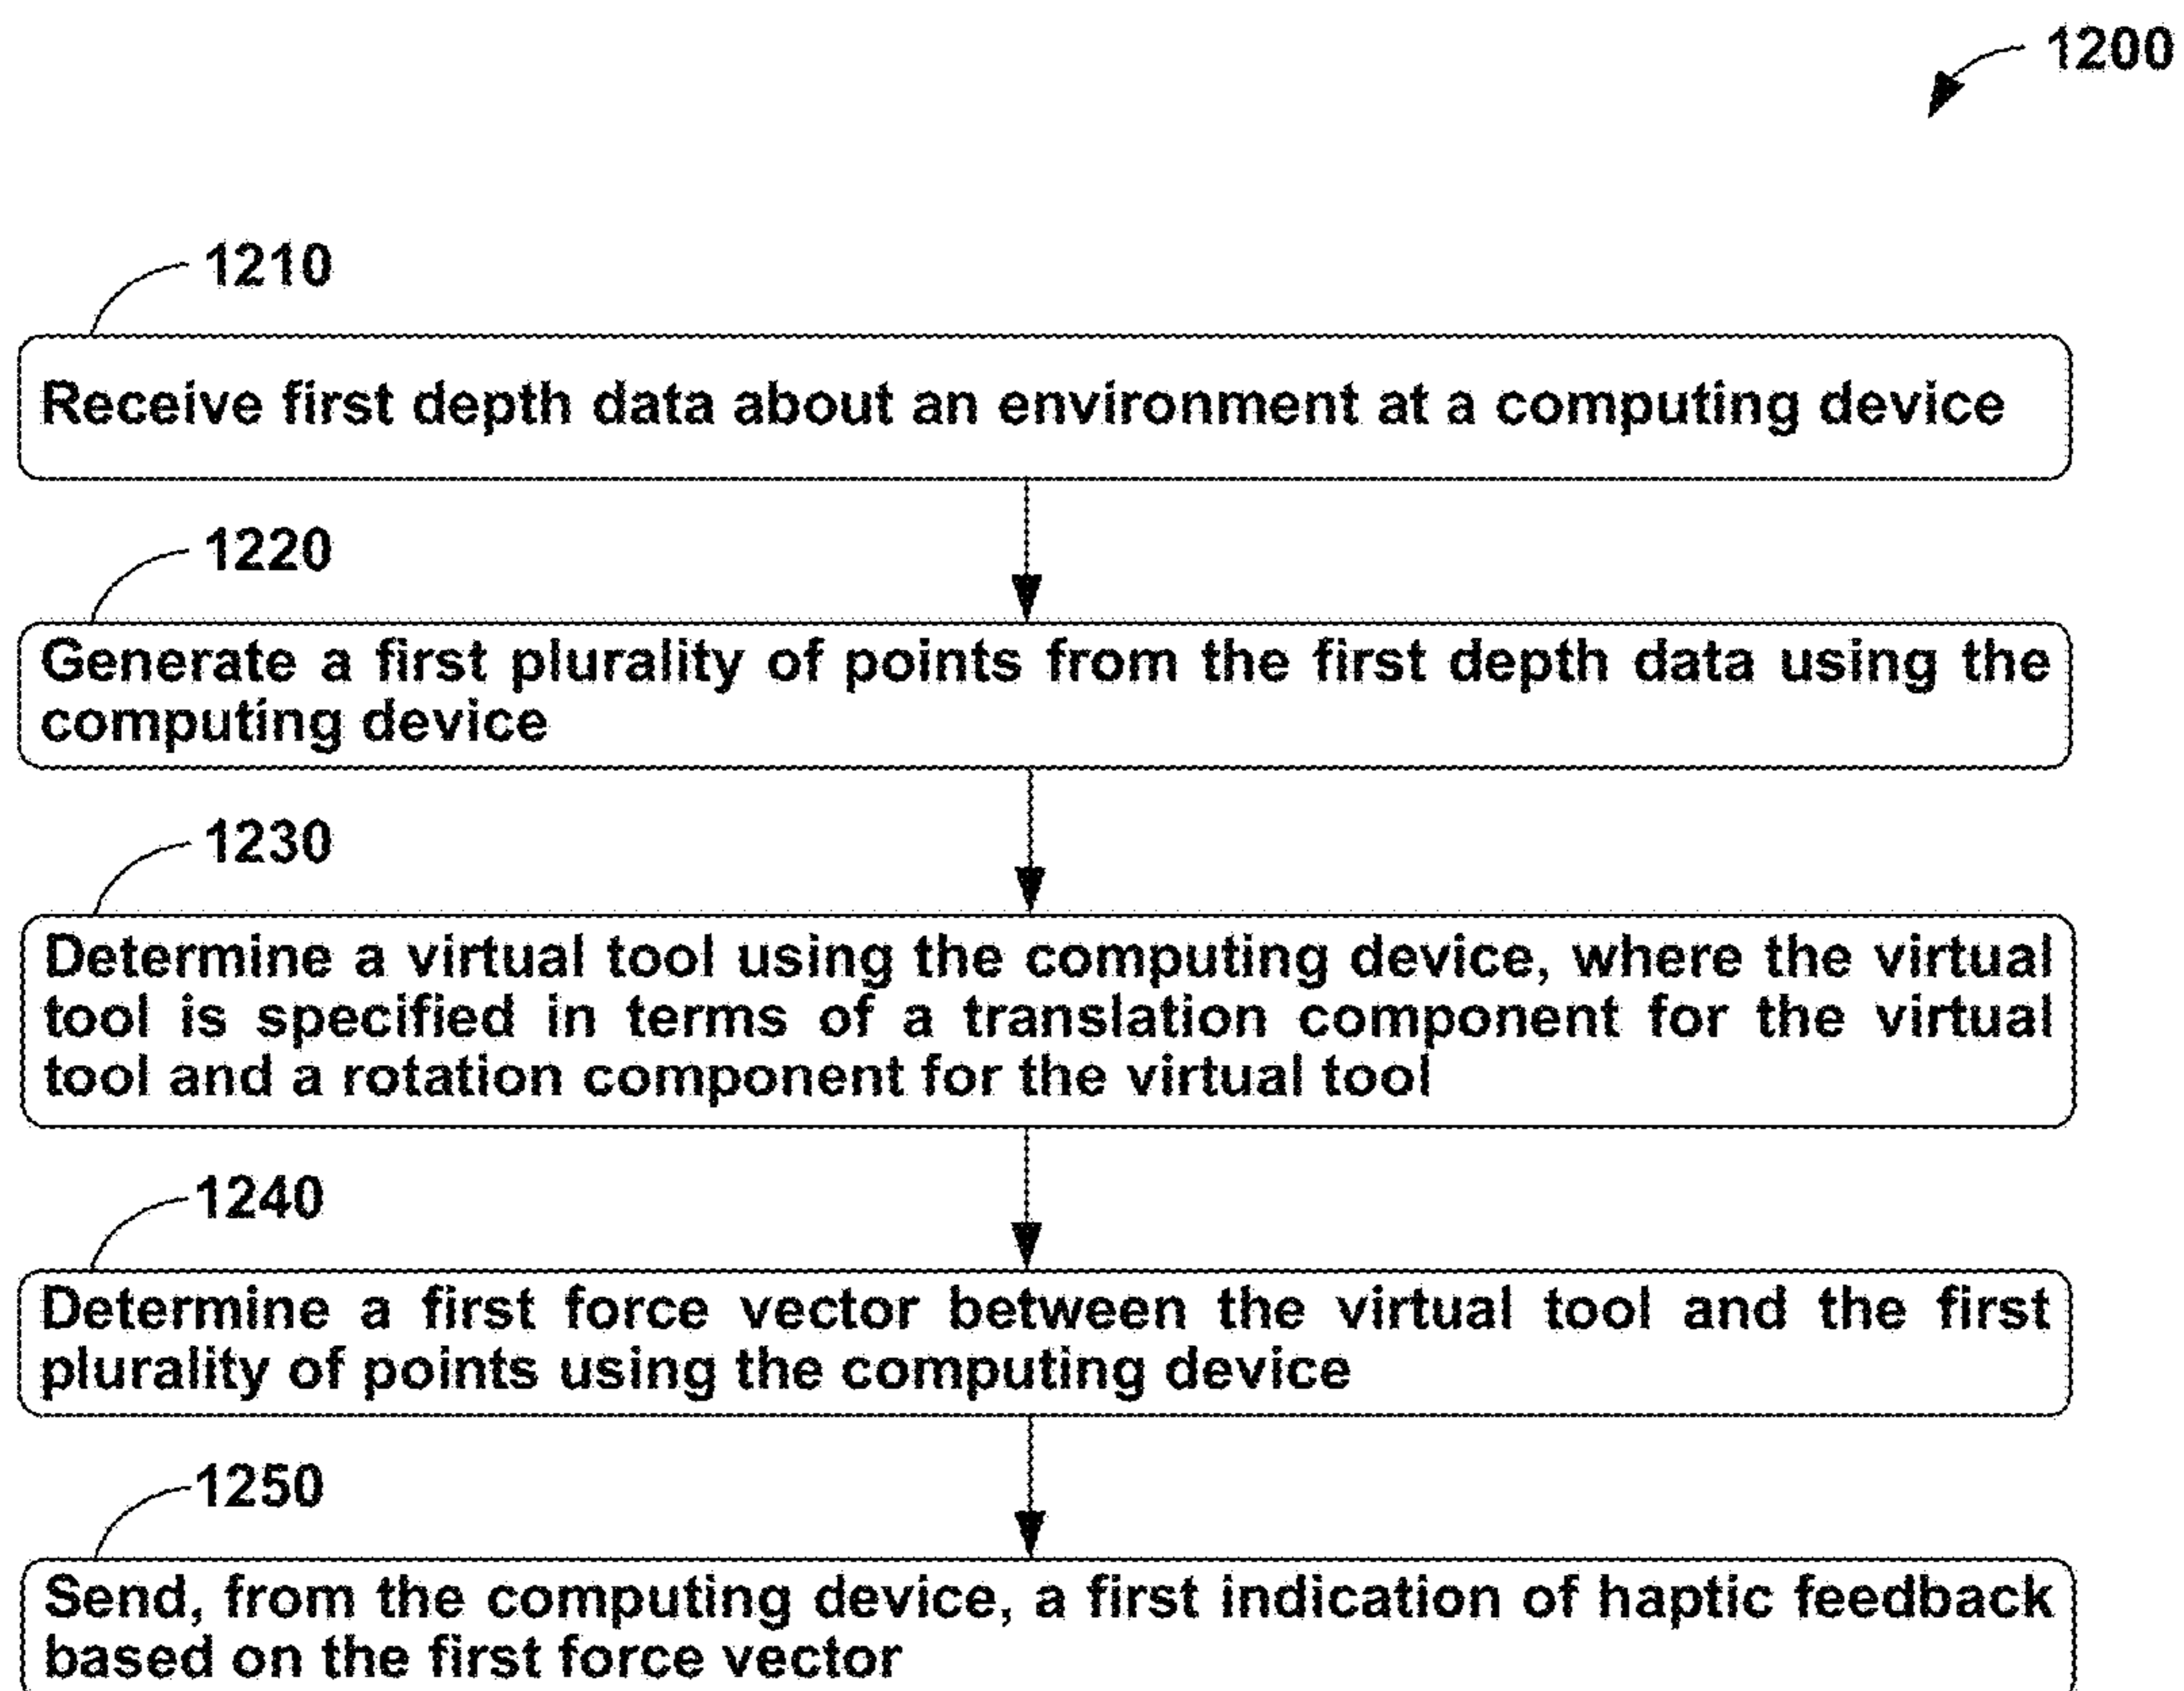 1200
1210
Receive first depth data about an environment at a computing device
1220
Generate a first plurality of points from the first depth data using the
computing device
1230
Determine a virtual tool using the computing device, where the virtual
tool is specified in terms of a translation component for the virtual
tool and a rotation component for the virtual tool
1240
Determine a first force vector between the virtual tool and the first
plurality of points using the computing device
1250
Send, from the computing device, a first indication of haptic feedback
based on the first force vector